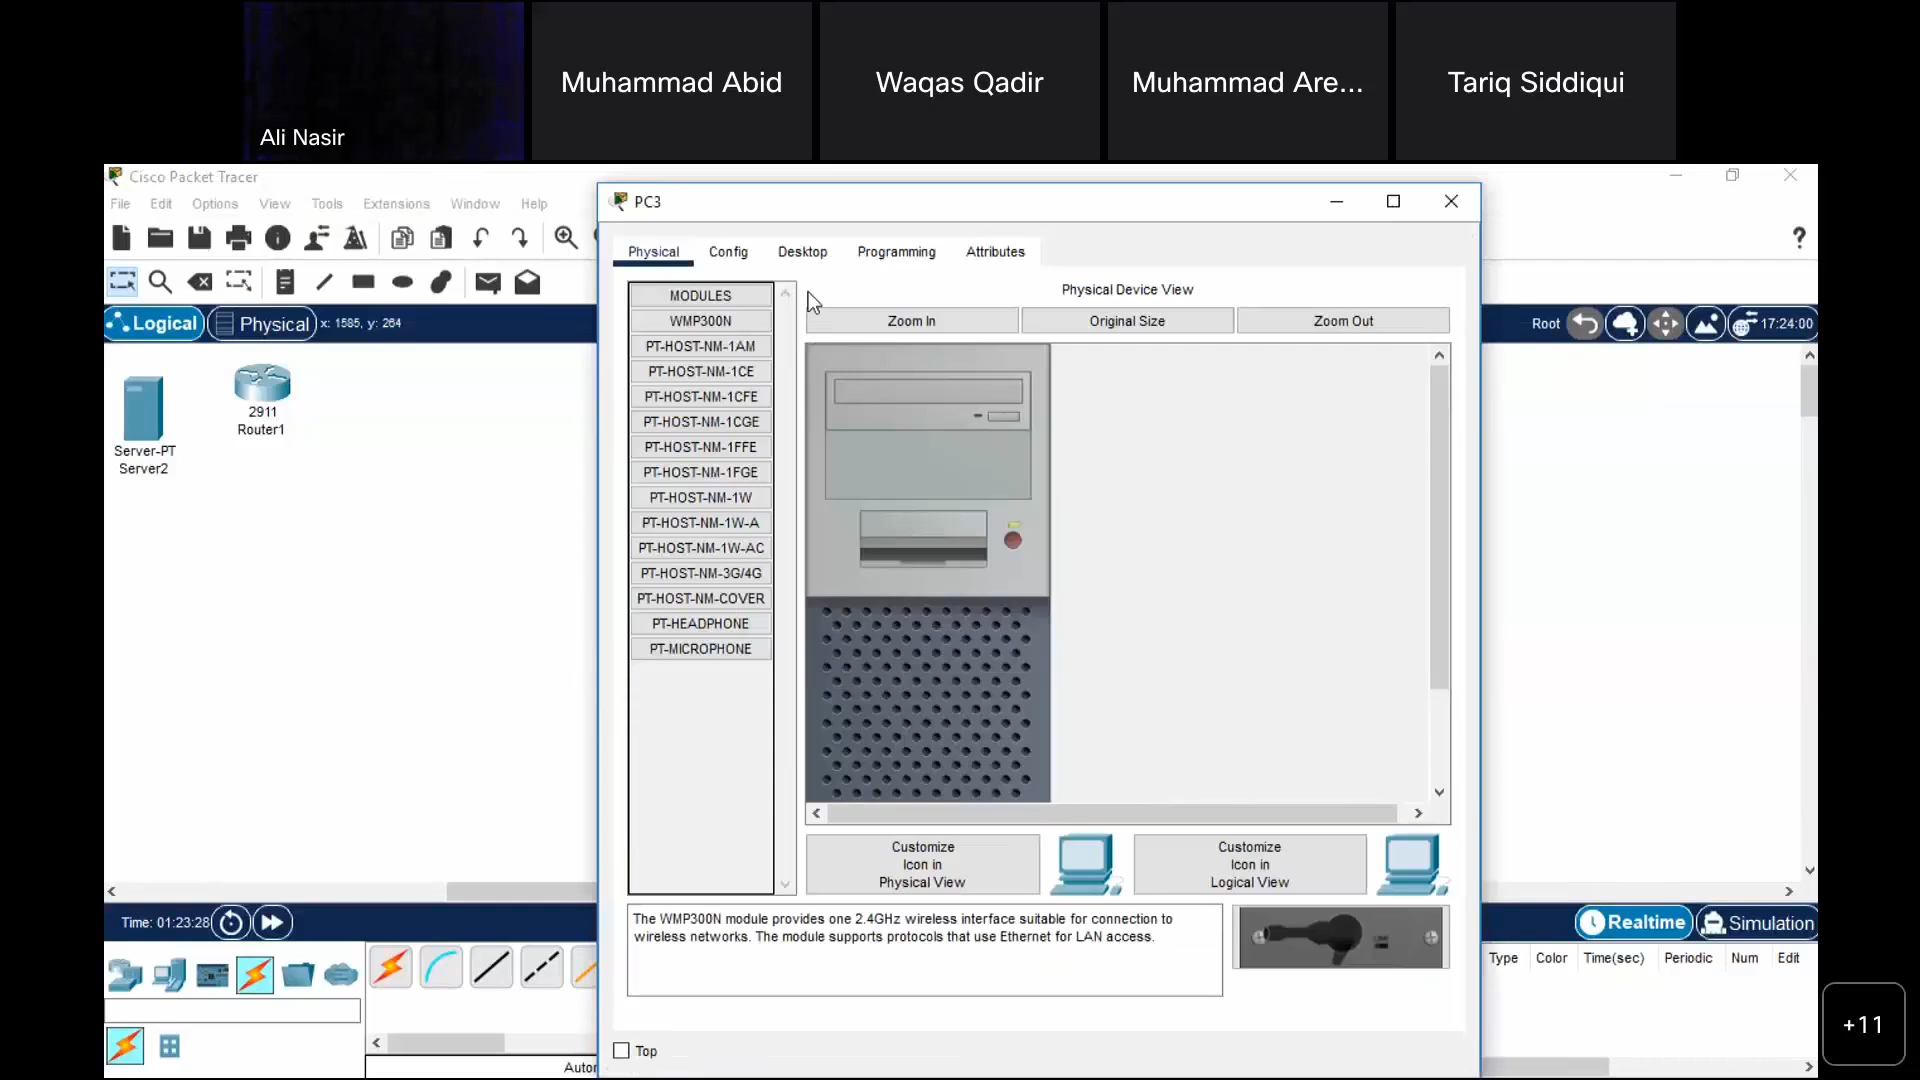 Ali Nasir
Muhammad Abid
Waqas Qadir
Muhammad Are...
Tariq Siddiqui
Cisco Packet Tracer
File Edit Options View Tools Extensions Window Help
?
Logical
Physical
x: 1585, y: 264
Root
17:24:00
Server-PT
Server2
2911
Router1
PC3
Physical Config Desktop Programming Attributes
MODULES
WMP300N
PT-HOST-NM-1AM
PT-HOST-NM-1CE
PT-HOST-NM-1CFE
PT-HOST-NM-1CGE
PT-HOST-NM-1FFE
PT-HOST-NM-1FGE
PT-HOST-NM-1W
PT-HOST-NM-1W-A
PT-HOST-NM-1W-AC
PT-HOST-NM-3G/4G
PT-HOST-NM-COVER
PT-HEADPHONE
PT-MICROPHONE
Physical Device View
Zoom In
Original Size
Zoom Out
Customize
Icon in
Physical View
Customize
Icon in
Logical View
The WMP300N module provides one 2.4GHz wireless interface suitable for connection to
wireless networks. The module supports protocols that use Ethernet for LAN access.
Top
Time: 01:23:28
Realtime
Simulation
Type Color Time(sec) Periodic Num Edit
Auto
+11